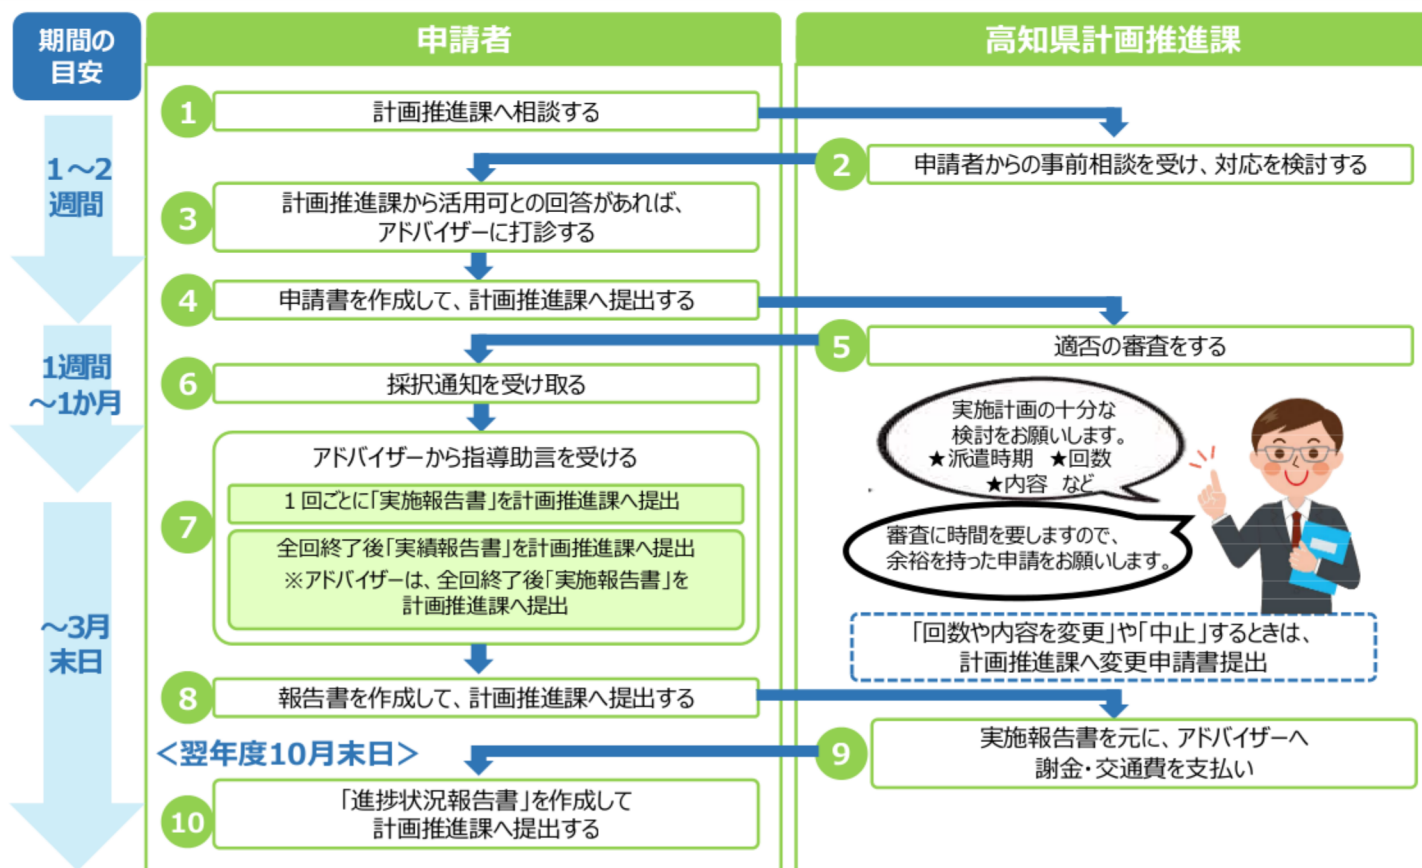 期間の
目安
申請者
高知県計画推進課
1～2
週間
1
計画推進課へ相談する
2
申請者からの事前相談を受け、対応を検討する
3
計画推進課から活用可との回答があれば、
アドバイザーに打診する
4
申請書を作成して、計画推進課へ提出する
1週間
～1か月
5
適否の審査をする
6
採択通知を受け取る
実施計画の十分な
検討をお願いします。
★派遣時期　★回数
★内容　など
審査に時間を要しますので、
余裕を持った申請をお願いします。
～3月
末日
7
アドバイザーから指導助言を受ける
1回ごとに「実施報告書」を計画推進課へ提出
全回終了後「実績報告書」を計画推進課へ提出
※アドバイザーは、全回終了後「実施報告書」を
計画推進課へ提出
「回数や内容を変更」や「中止」するときは、
計画推進課へ変更申請書提出
8
報告書を作成して、計画推進課へ提出する
9
実施報告書を元に、アドバイザーへ
謝金・交通費を支払い
＜翌年度10月末日＞
10
「進捗状況報告書」を作成して
計画推進課へ提出する